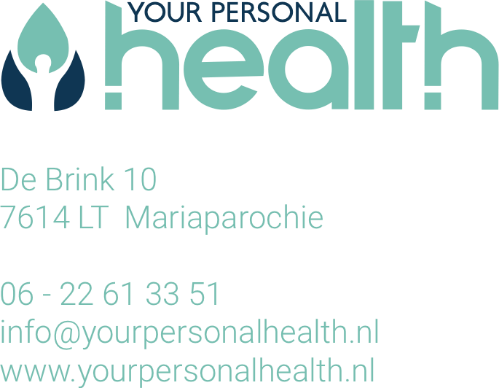 YOUR PERSONAL
health
De Brink 10
7614 LT  Mariaparochie
06 - 22 61 33 51
info@yourpersonalhealth.nl
www.yourpersonalhealth.nl